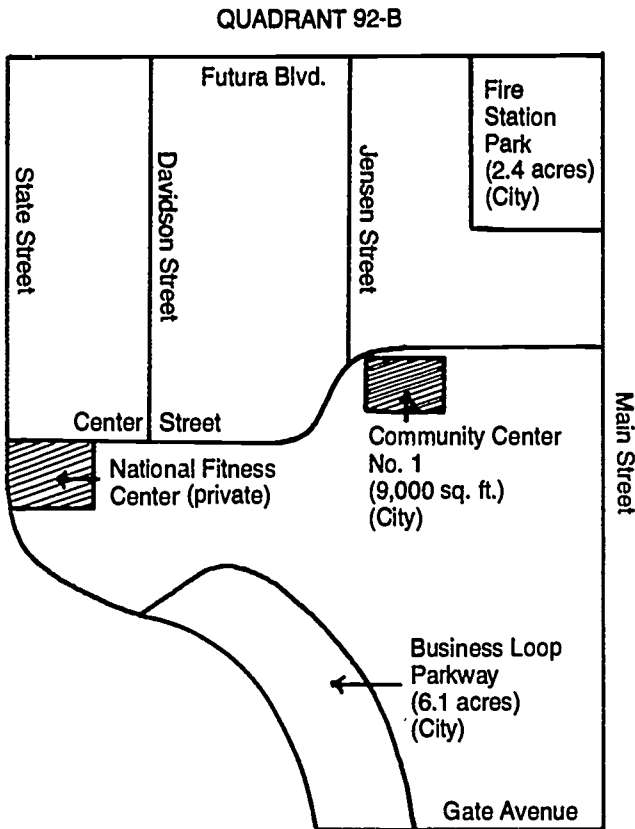 QUADRANT 92-B
Futura Blvd.
Fire
Station
Park
(2.4 acres)
(City)
State Street
Davidson Street
Jensen Street
Main Street
Center Street
Community Center
No. 1
(9,000 sq. ft.)
(City)
National Fitness
Center (private)
Business Loop
Parkway
(6.1 acres)
(City)
Gate Avenue